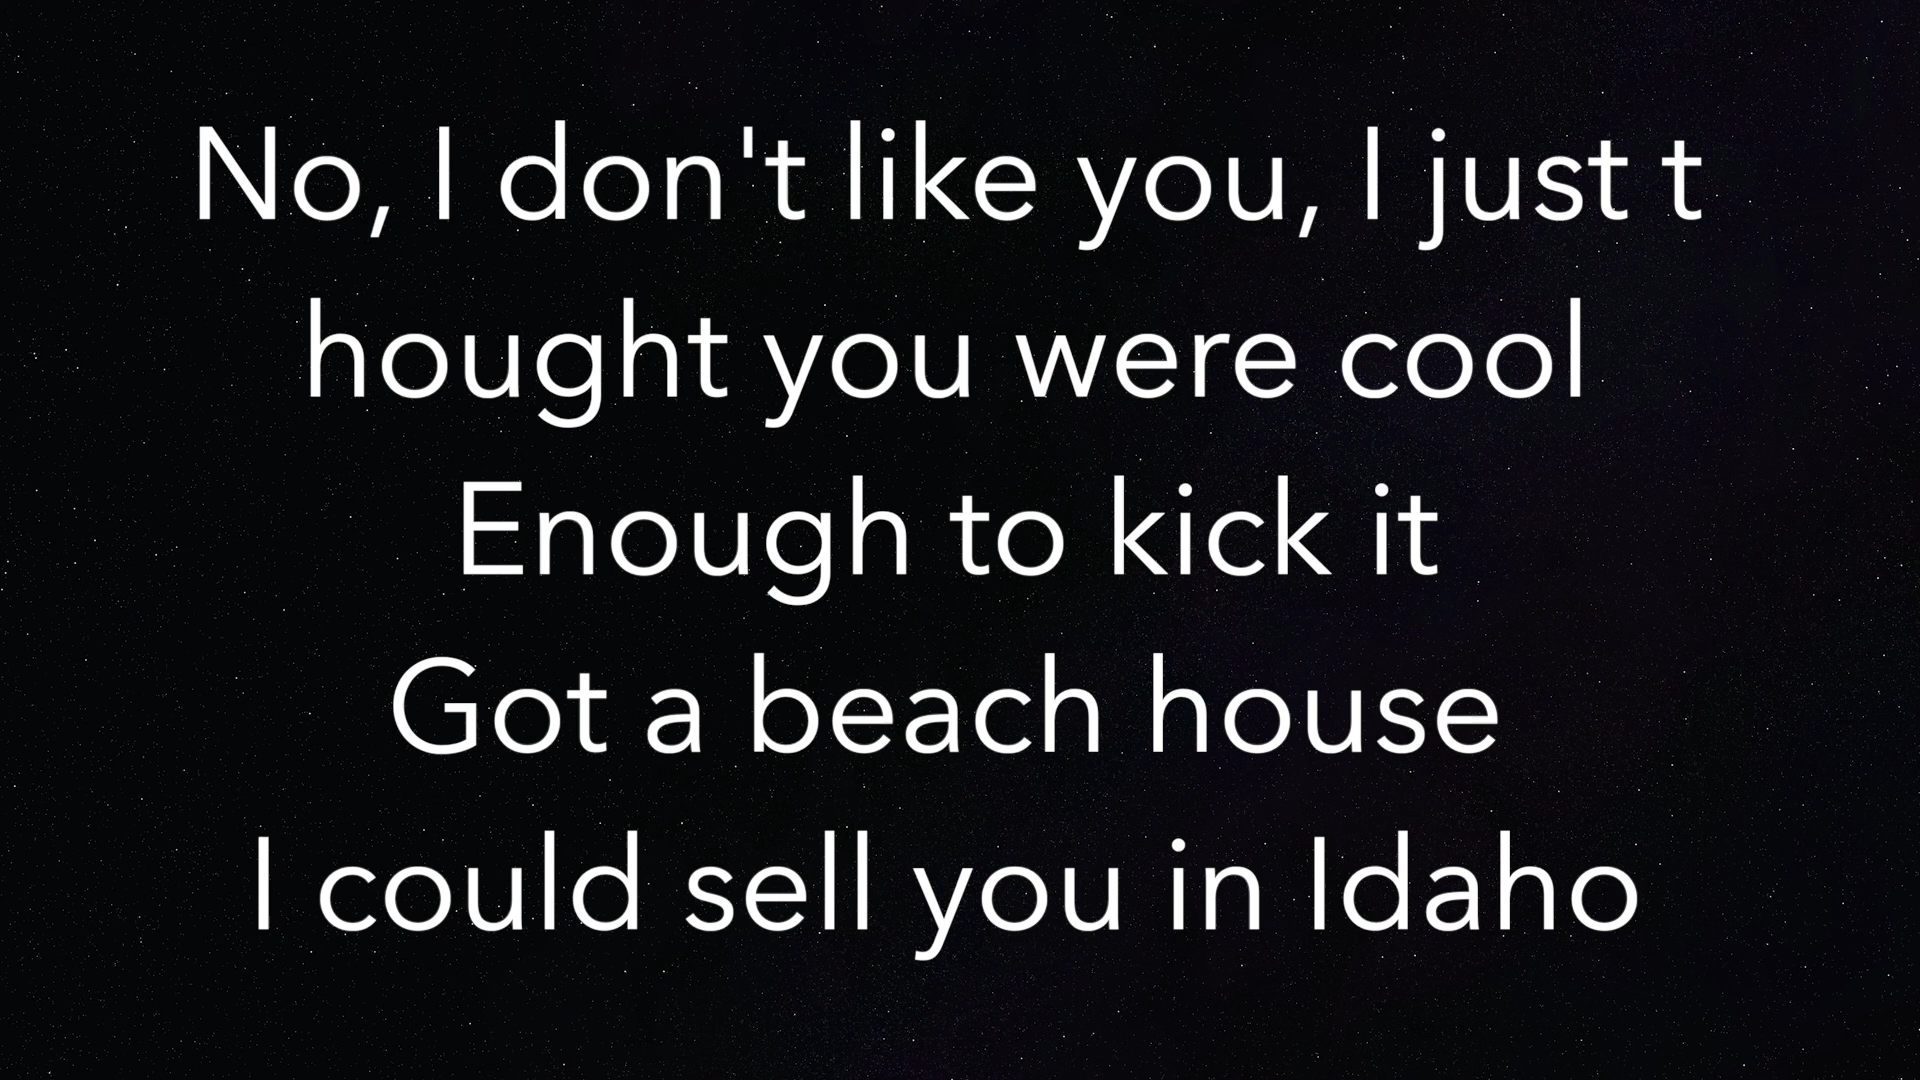 No, I don't like you, I just t
hought you were cool
Enough to kick it
Got a beach house
I could sell you in Idaho